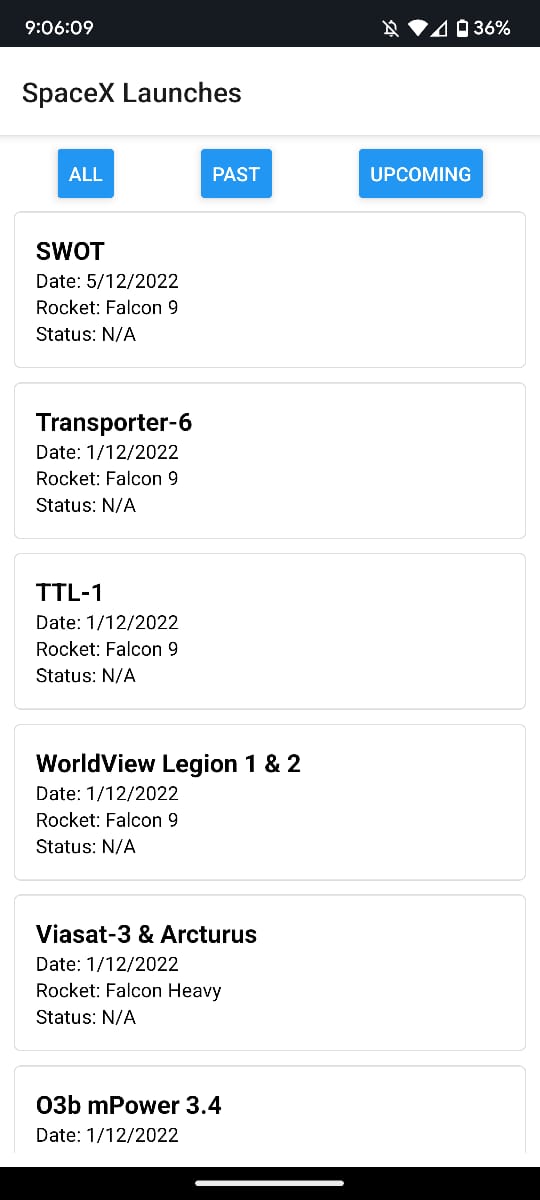 9:06:09
36%
SpaceX Launches
ALL
PAST
UPCOMING
SWOT
Date: 5/12/2022
Rocket: Falcon 9
Status: N/A
Transporter-6
Date: 1/12/2022
Rocket: Falcon 9
Status: N/A
TTL-1
Date: 1/12/2022
Rocket: Falcon 9
Status: N/A
WorldView Legion 1 & 2
Date: 1/12/2022
Rocket: Falcon 9
Status: N/A
Viasat-3 & Arcturus
Date: 1/12/2022
Rocket: Falcon Heavy
Status: N/A
O3b mPower 3.4
Date: 1/12/2022